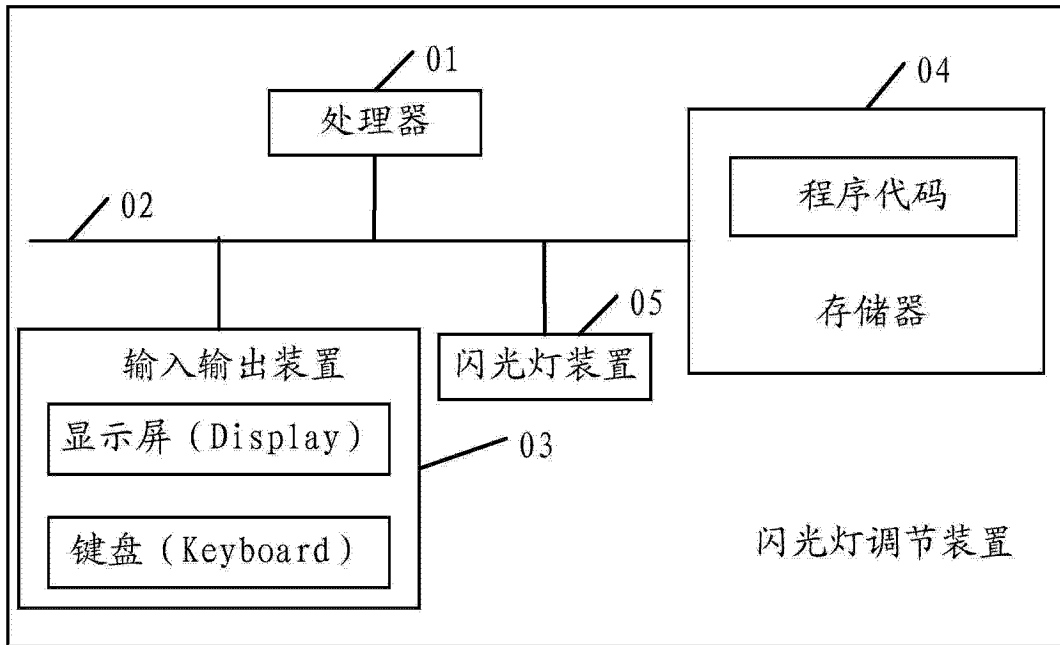 01
处理器
04
程序代码
存储器
02
05
闪光灯装置
输入输出装置
显示屏（Display）
键盘（Keyboard）
03
闪光灯调节装置